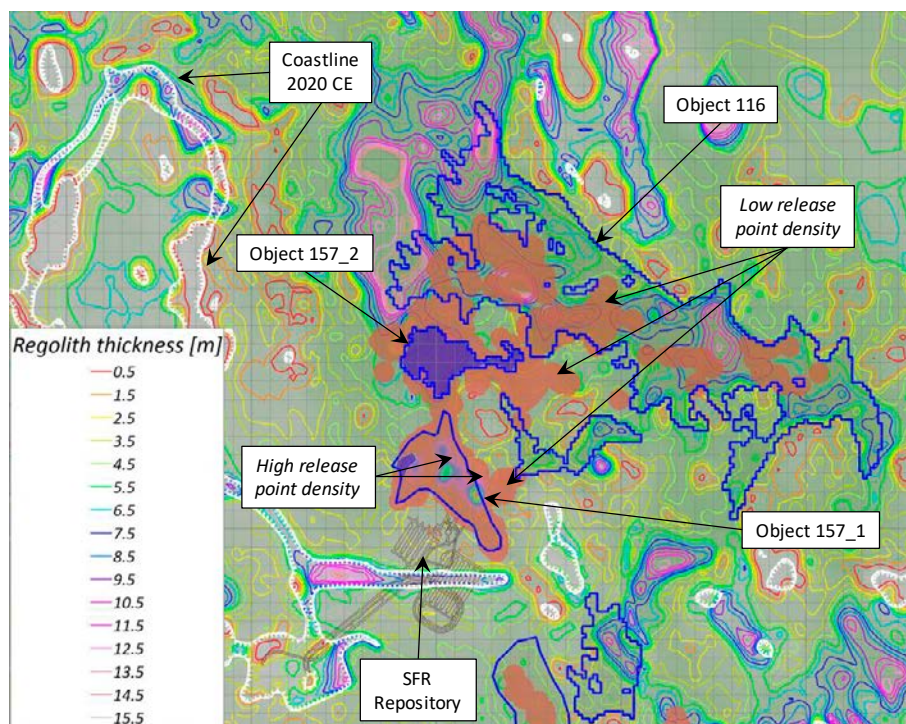 Coastline
2020 CE
Object 116
Low release
point density
Object 157_2
Regolith thickness [m]
0.5
1.5
2.5
3.5
4.5
5.5
6.5
7.5
8.5
9.5
10.5
11.5
12.5
13.5
14.5
15.5
High release
point density
Object 157_1
SFR
Repository